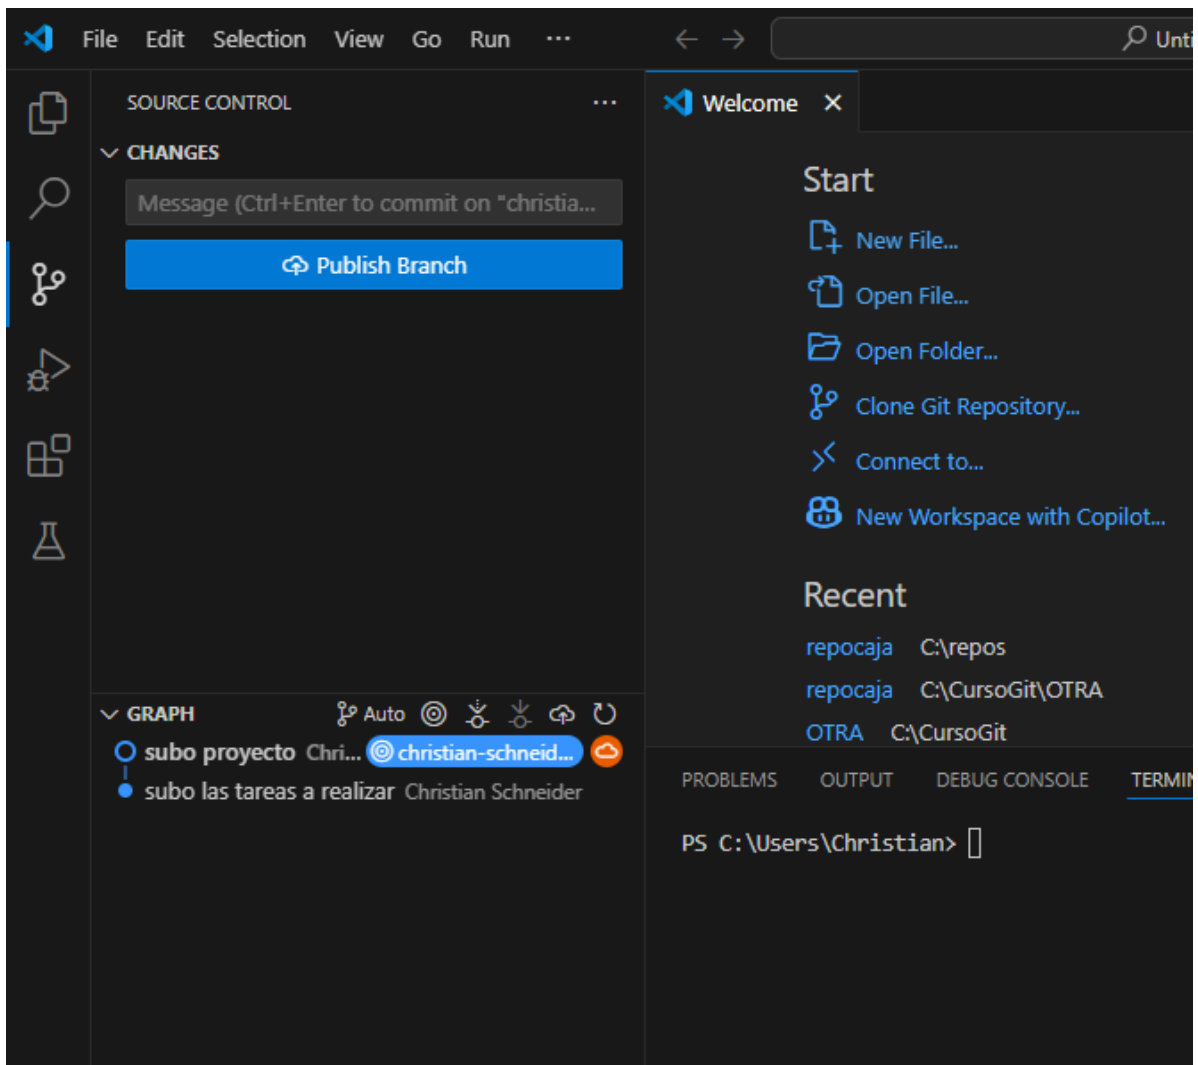 File Edit Selection View Go Run ··· Unti
SOURCE CONTROL ···
CHANGES
Message (Ctrl+Enter to commit on "christia...
Publish Branch
GRAPH Auto
subo proyecto Chri... christian-schneid...
subo las tareas a realizar Christian Schneider
Welcome
Start
New File...
Open File...
Open Folder...
Clone Git Repository...
Connect to...
New Workspace with Copilot...
Recent
repocaja C:\repos
repocaja C:\CursoGit\OTRA
OTRA C:\CursoGit
PROBLEMS OUTPUT DEBUG CONSOLE TERMIN
PS C:\Users\Christian>